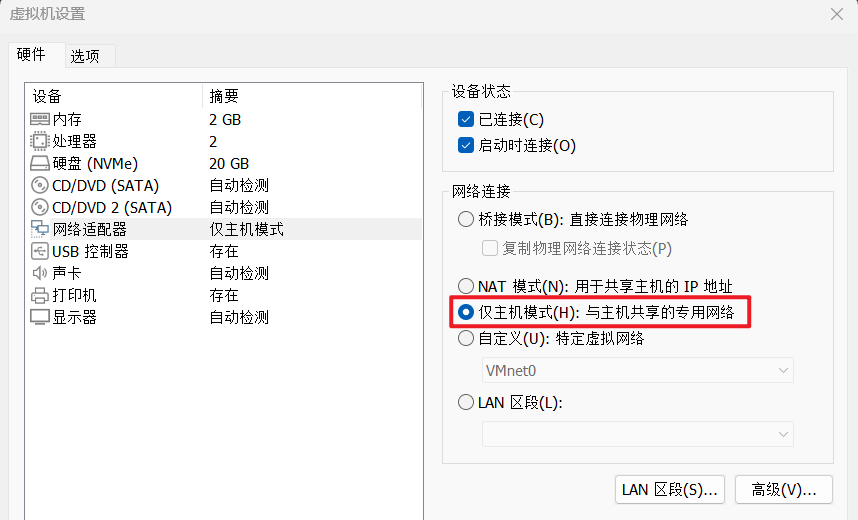 虚拟机设置
硬件 选项
设备 摘要
内存 2 GB
处理器 2
硬盘 (NVMe) 20 GB
CD/DVD (SATA) 自动检测
CD/DVD 2 (SATA) 自动检测
网络适配器 仅主机模式
USB 控制器 存在
声卡 自动检测
打印机 存在
显示器 自动检测
设备状态
已连接(C)
启动时连接(O)
网络连接
桥接模式(B): 直接连接物理网络
复制物理网络连接状态(P)
NAT 模式(N): 用于共享主机的 IP 地址
仅主机模式(H): 与主机共享的专用网络
自定义(U): 特定虚拟网络
VMnet0
LAN 区段(L):
LAN 区段(S)... 高级(V)...